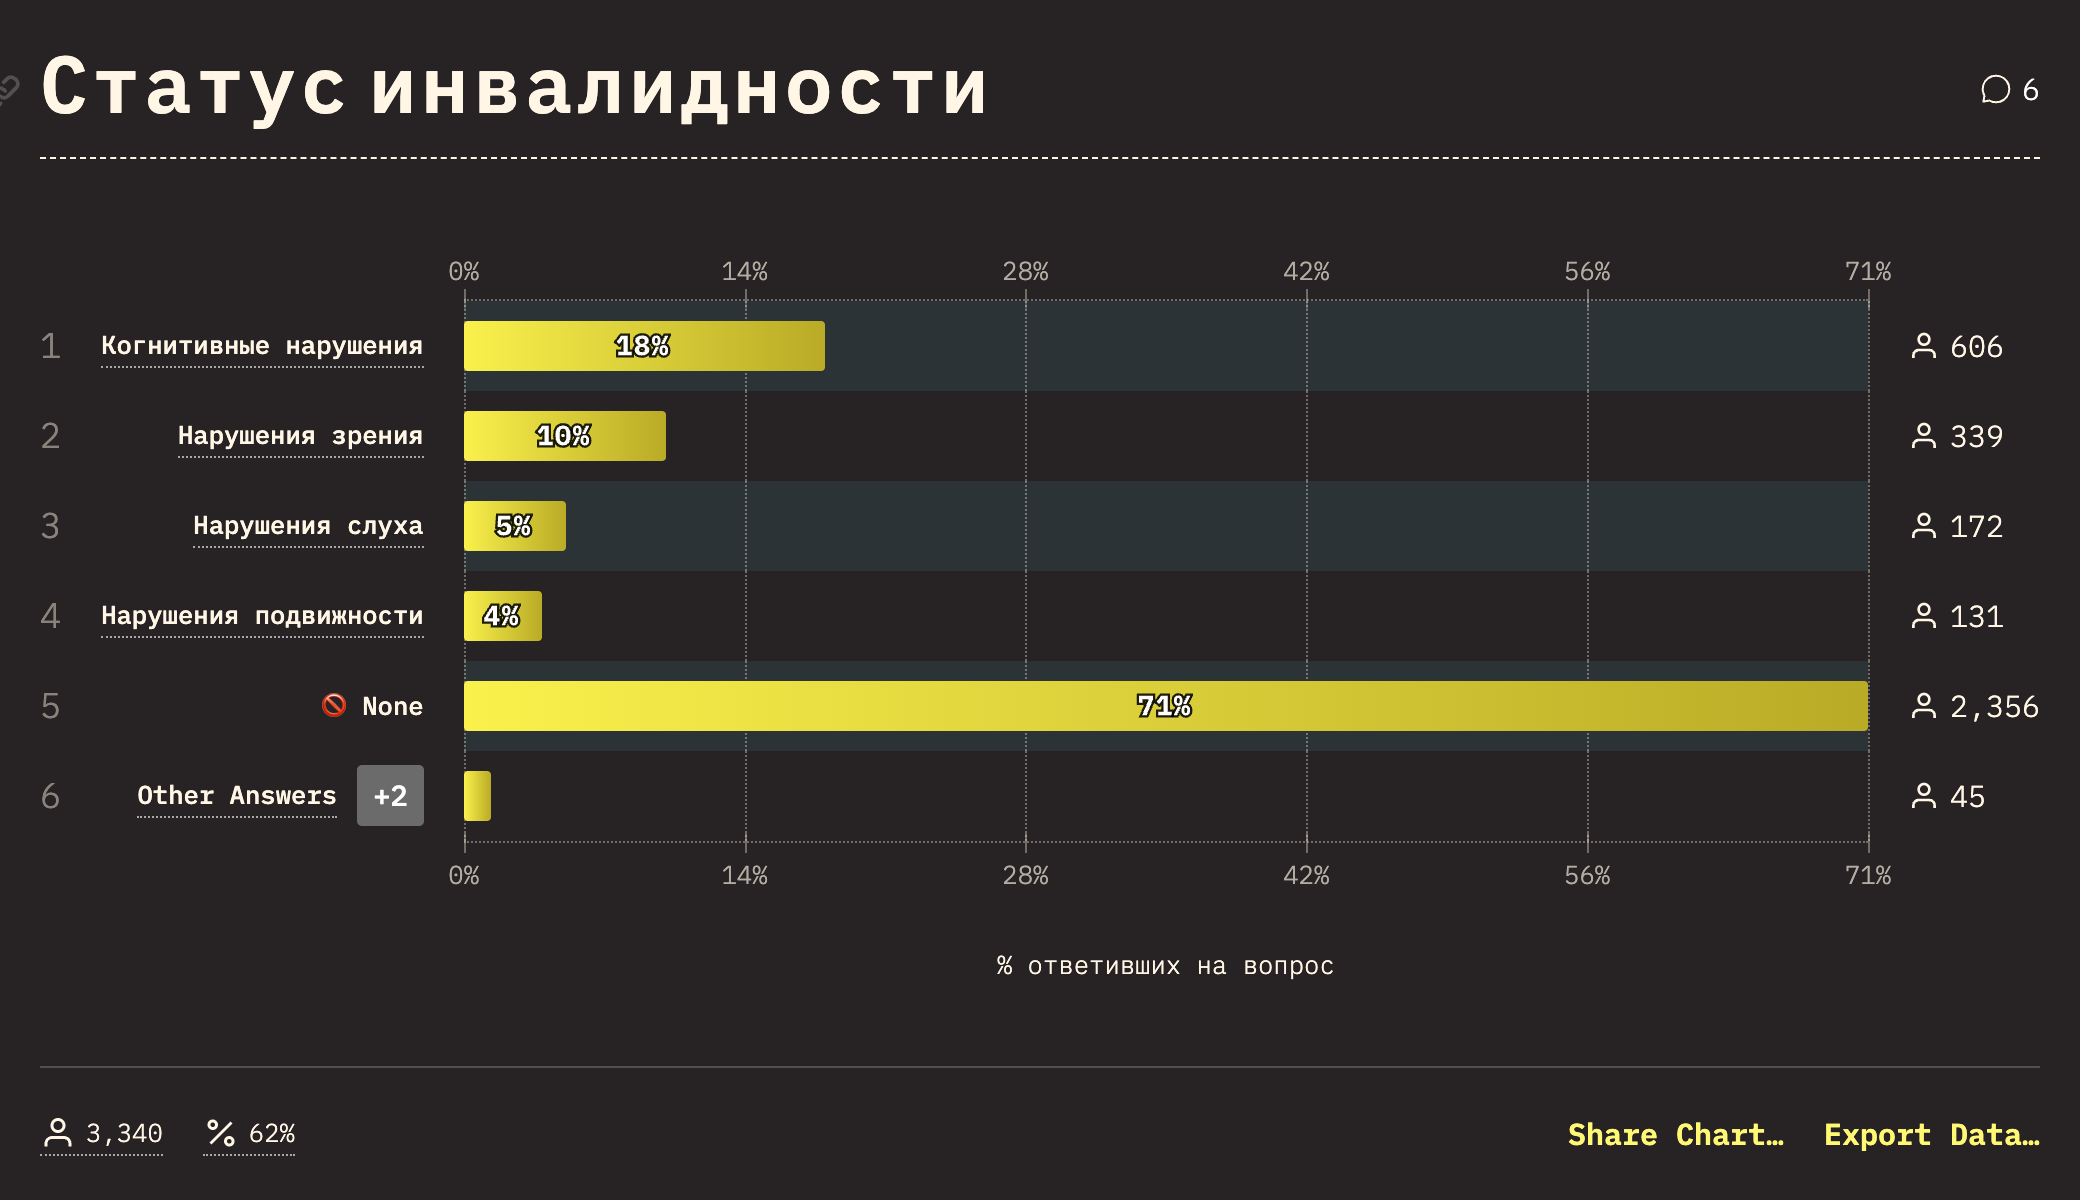 Статус инвалидности
6
0% 14% 28% 42% 56% 71%
1 Когнитивные нарушения 18% 606
2 Нарушения зрения 10% 339
3 Нарушения слуха 5% 172
4 Нарушения подвижности 4% 131
5 None 71% 2,356
6 Other Answers +2 45
0% 14% 28% 42% 56% 71%
% ответивших на вопрос
3,340 62% Share Chart… Export Data…